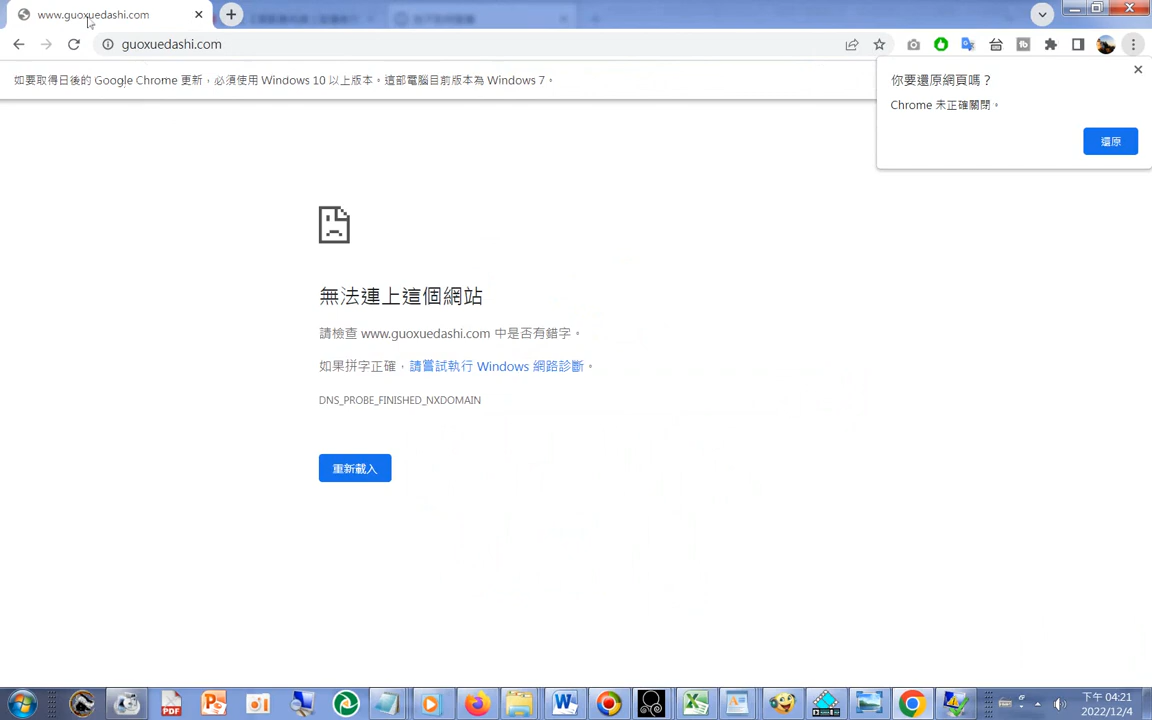 www.guoxuedashi.com
guoxuedashi.com
如要取得日後的 Google Chrome 更新，必須使用 Windows 10 以上版本。這部電腦目前版本為 Windows 7。
你要還原網頁嗎？
Chrome 未正確關閉。
還原
無法連上這個網站
請檢查 www.guoxuedashi.com 中是否有錯字。
如果拼字正確，請嘗試執行 Windows 網路診斷。
DNS_PROBE_FINISHED_NXDOMAIN
重新載入
下午 04:21
2022/12/4